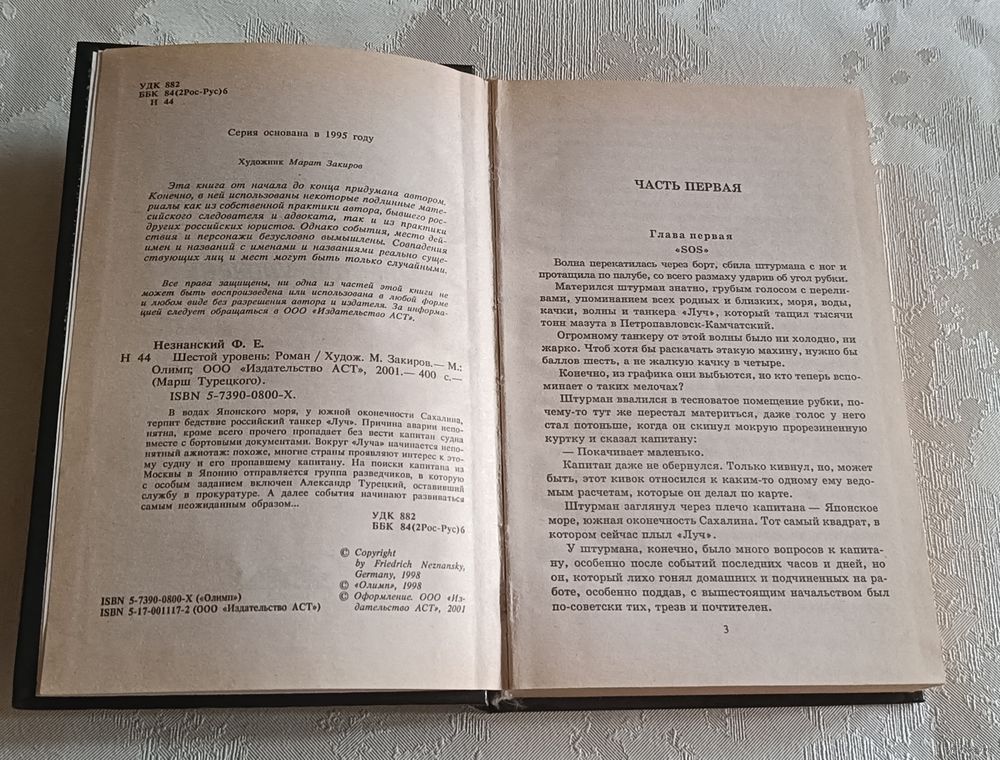 УДК 882
ББК 84(2Рос-Рус)6
Н 44
Серия основана в 1995 году
Художник Марат Закиров
Эта книга от начала до конца придумана автором.
Конечно, в ней использованы некоторые подлинные мате-
риалы как из собственной практики автора, бывшего рос-
сийского следователя и адвоката, так и из практики
других российских юристов. Однако события, место дей-
ствия и персонажи безусловно вымышлены. Совпадения
имен и названий с именами и названиями реально суще-
ствующих лиц и мест могут быть только случайными.
Все права защищены, ни одна из частей этой книги не
может быть воспроизведена или использована в любой форме
и любом виде без разрешения автора и издателя. За информа-
цией следует обращаться в ООО «Издательство АСТ».
Незнанский Ф. Е.
Н 44 Шестой уровень: Роман / Худож. М. Закиров.— М.:
Олимп; ООО «Издательство АСТ», 2001.— 400 с.—
(Марш Турецкого).
ISBN 5-7390-0800-X.
В водах Японского моря, у южной оконечности Сахалина,
терпит бедствие российский танкер «Луч». Причина аварии непо-
нятна, кроме всего прочего пропадает без вести капитан судна
вместе с бортовыми документами. Вокруг «Луча» начинается непо-
нятный ажиотаж: похоже, многие страны проявляют интерес к это-
му судну и его пропавшему капитану. На поиски капитана из
Москвы в Японию отправляется группа разведчиков, в которую
с особым заданием включен Александр Турецкий, оставивший
службу в прокуратуре. А далее события начинают развиваться
самым неожиданным образом...
УДК 882
ББК 84(2Рос-Рус)6
© Copyright
by Friedrich Neznansky,
Germany, 1998
© «Олимп», 1998
© Оформление. ООО «Из-
дательство АСТ», 2001
ISBN 5-7390-0800-X («Олимп»)
ISBN 5-17-001117-2 (ООО «Издательство АСТ»)
ЧАСТЬ ПЕРВАЯ
Глава первая
«SOS»
Волна перекатилась через борт, сбила штурмана с ног и
протащила по палубе, со всего размаху ударив об угол рубки.
Матерился штурман знатно, грубым голосом с перели-
вами, упоминанием всех родных и близких, моря, воды,
качки, волны и танкера «Луч», который тащил тысячи
тонн мазута в Петропавловск-Камчатский.
Огромному танкеру от этой волны было ни холодно, ни
жарко. Чтоб хотя бы раскачать этакую махину, нужно бы
баллов шесть, а не жалкую качку в четыре.
Конечно, из графика они выбьются, но кто теперь вспо-
минает о таких мелочах?
Штурман ввалился в тесноватое помещение рубки, по-
чему-то тут же перестал материться, даже голос у него
стал потоньше, когда он скинул мокрую прорезиненную
куртку и сказал капитану:
— Покачивает маленько.
Капитан даже не обернулся. Только кивнул, но, может
быть, этот кивок относился к каким-то одному ему ведо-
мым расчетам, которые он делал по карте.
Штурман заглянул через плечо капитана — Японское
море, южная оконечность Сахалина. Тот самый квадрат, в
котором сейчас плыл «Луч».
У штурмана, конечно, было много вопросов к капита-
ну, особенно после событий последних часов и дней, но
он, который лихо гонял домашних и подчиненных на ра-
боте, особенно поддав, с вышестоящим начальством был
по-советски тих, трезв и почтителен.
3